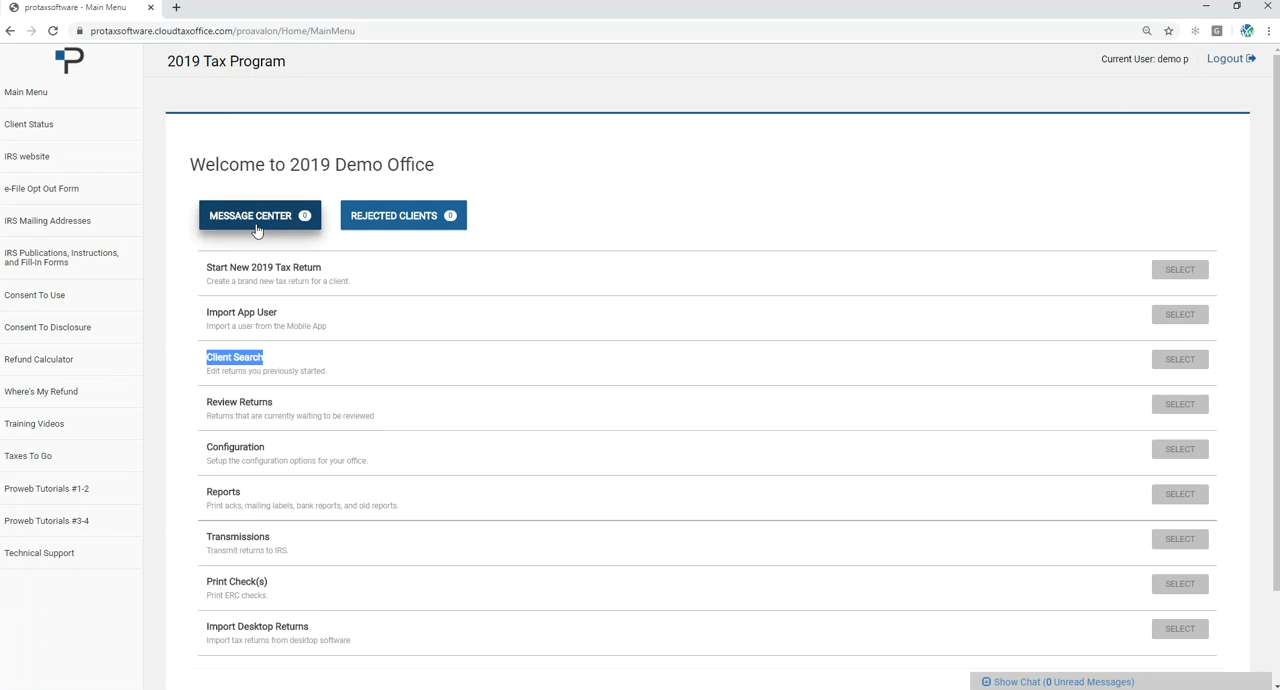 protaxsoftware - Main Menu
protaxsoftware.cloudtaxoffice.com/proavalon/Home/MainMenu
P
2019 Tax Program
Current User: demo p
Logout
Main Menu
Client Status
IRS website
e-File Opt Out Form
IRS Mailing Addresses
IRS Publications, Instructions,
and Fill-In Forms
Consent To Use
Consent To Disclosure
Refund Calculator
Where's My Refund
Training Videos
Taxes To Go
Proweb Tutorials #1-2
Proweb Tutorials #3-4
Technical Support
Welcome to 2019 Demo Office
MESSAGE CENTER 0
REJECTED CLIENTS 0
Start New 2019 Tax Return
Create a brand new tax return for a client.
SELECT
Import App User
Import a user from the Mobile App
SELECT
Client Search
Edit returns you previously started.
SELECT
Review Returns
Returns that are currently waiting to be reviewed
SELECT
Configuration
Setup the configuration options for your office.
SELECT
Reports
Print acks, mailing labels, bank reports, and old reports.
SELECT
Transmissions
Transmit returns to IRS.
SELECT
Print Check(s)
Print ERC checks.
SELECT
Import Desktop Returns
Import tax returns from desktop software
SELECT
Show Chat (0 Unread Messages)